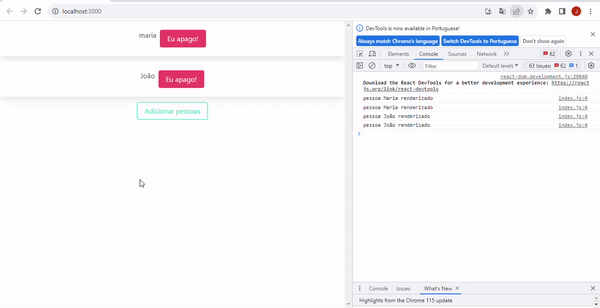 localhost:3000
J
maria
Eu apago!
João
Eu apago!
Adicionar pessoas
DevTools is now available in Portuguese!
Always match Chrome's language
Switch DevTools to Portuguese
Don't show again
Elements
Console
Sources
Network
62
top
Filter
Default levels
63 Issues:
62
1
react-dom.development.js:29840
Download the React DevTools for a better development experience: https://react
js.org/link/react-devtools
pessoa Maria renderizado
index.js:4
pessoa Maria renderizado
index.js:4
pessoa João renderizado
index.js:4
pessoa João renderizado
index.js:4
Console
Issues
What's New
Highlights from the Chrome 115 update